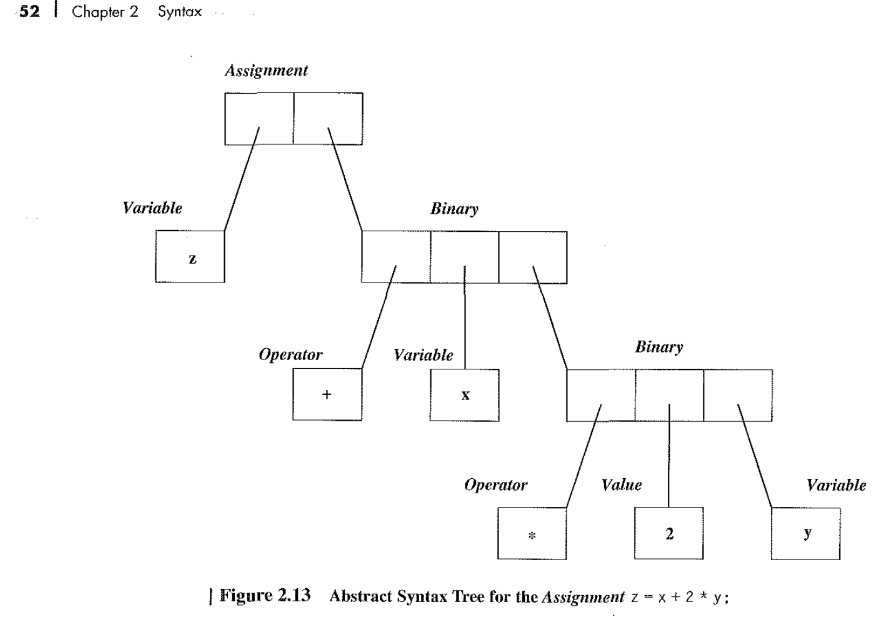 52 | Chapter 2 Syntax
Assignment
Variable
Binary
z
Operator
Variable
Binary
+
x
Operator
Value
Variable
*
2
y
| Figure 2.13 Abstract Syntax Tree for the Assignment z = x + 2 * y;